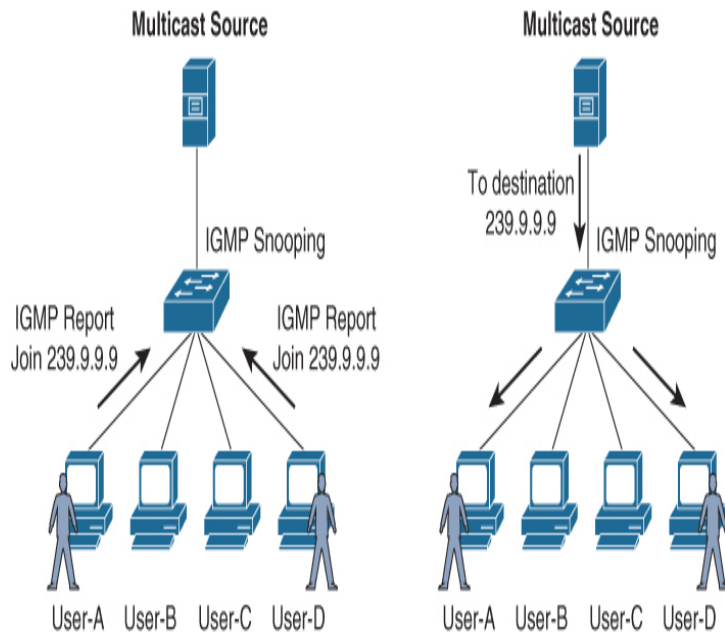 Multicast Source
IGMP Snooping
IGMP Report
Join 239.9.9.9
IGMP Report
Join 239.9.9.9
User-A User-B User-C User-D
Multicast Source
To destination
239.9.9.9
IGMP Snooping
User-A User-B User-C User-D